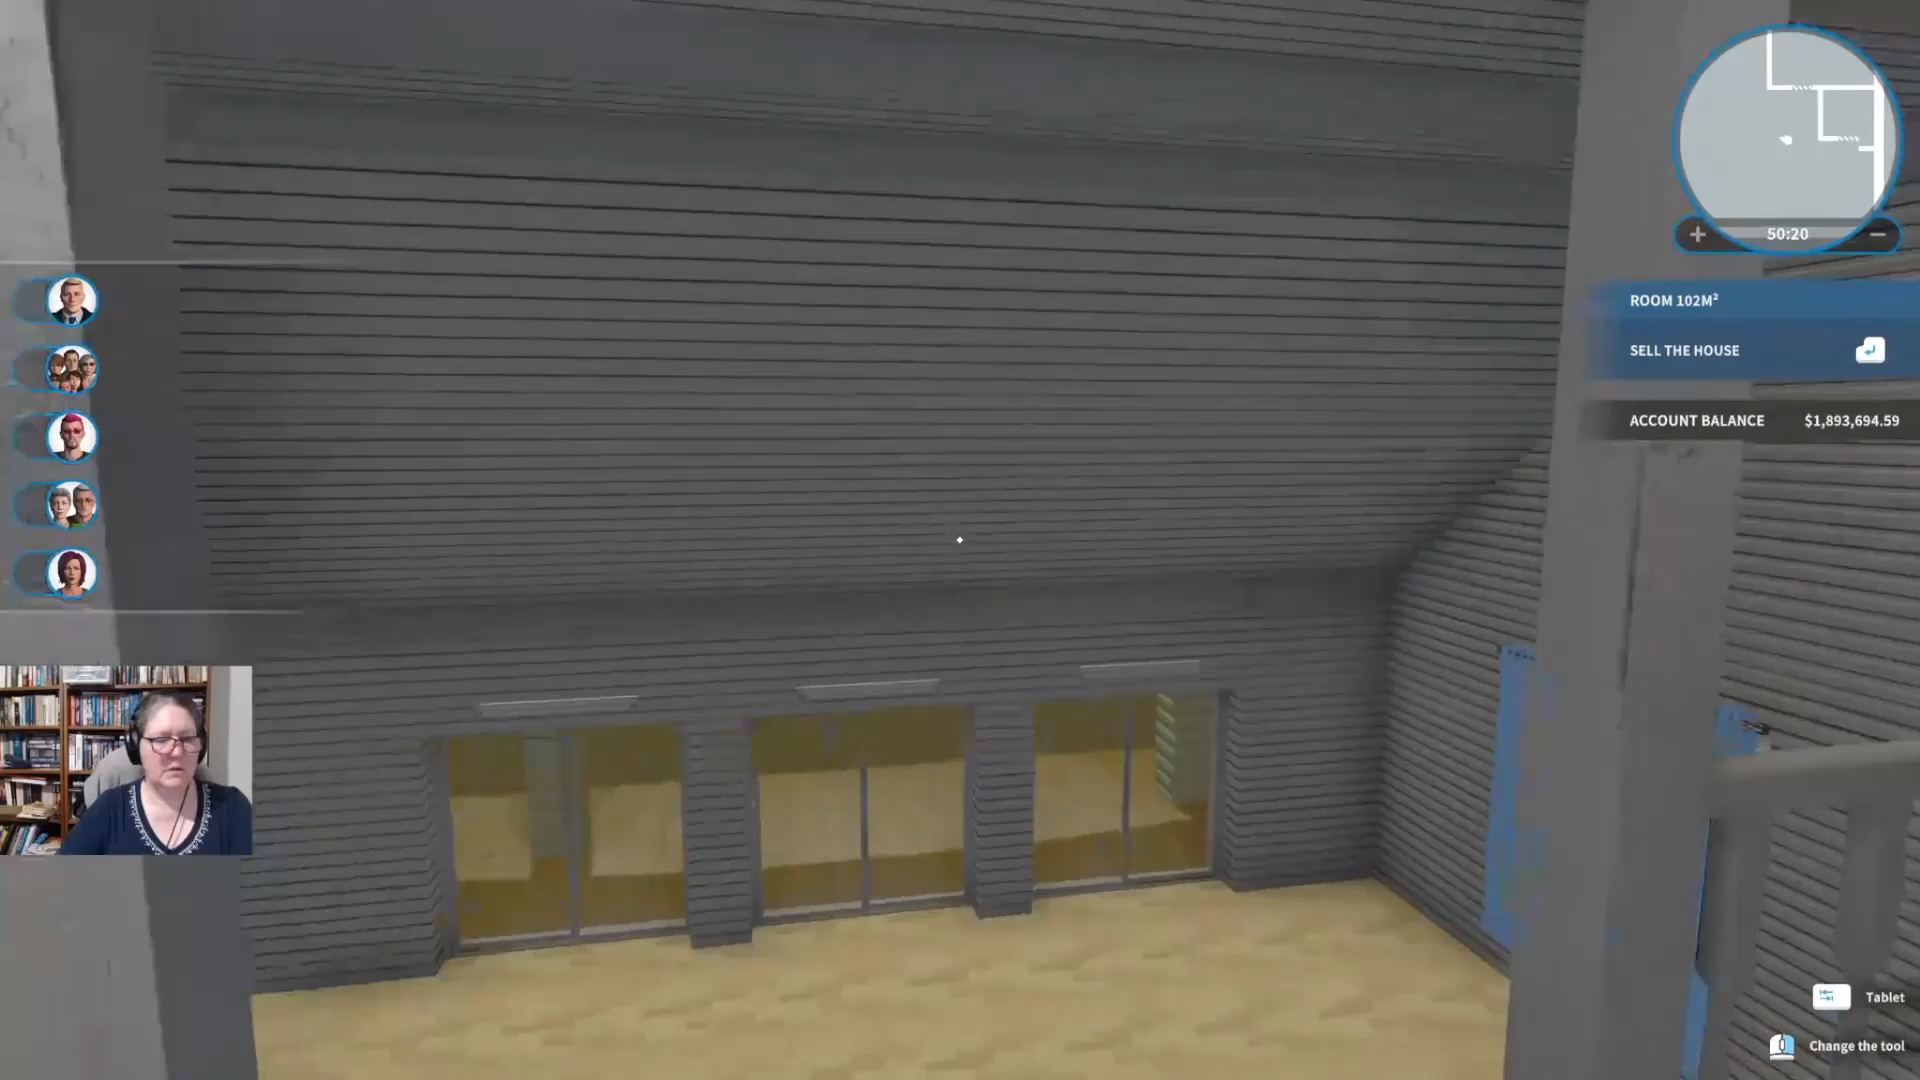 50:20
ROOM 102M²
SELL THE HOUSE
ACCOUNT BALANCE $1,893,694.59
Tablet
Change the tool